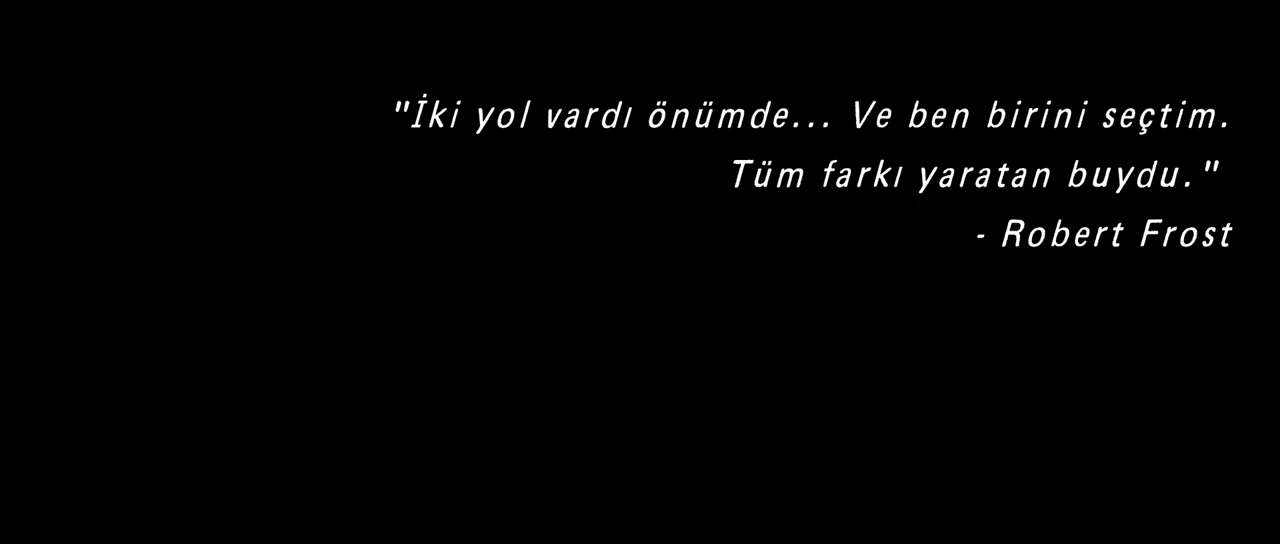 "İki yol vardı önümde... Ve ben birini seçtim.
Tüm farkı yaratan buydu."
- Robert Frost